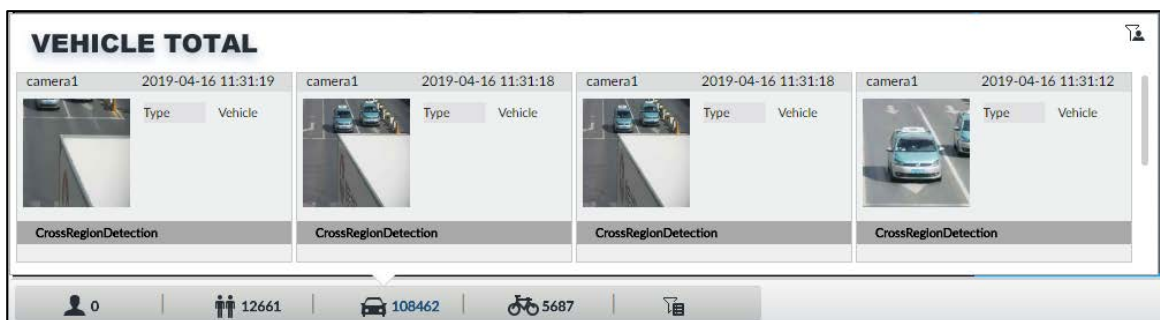 VEHICLE TOTAL
camera1 2019-04-16 11:31:19
Type Vehicle
CrossRegionDetection
camera1 2019-04-16 11:31:18
Type Vehicle
CrossRegionDetection
camera1 2019-04-16 11:31:18
Type Vehicle
CrossRegionDetection
camera1 2019-04-16 11:31:12
Type Vehicle
CrossRegionDetection
0 12661 108462 5687